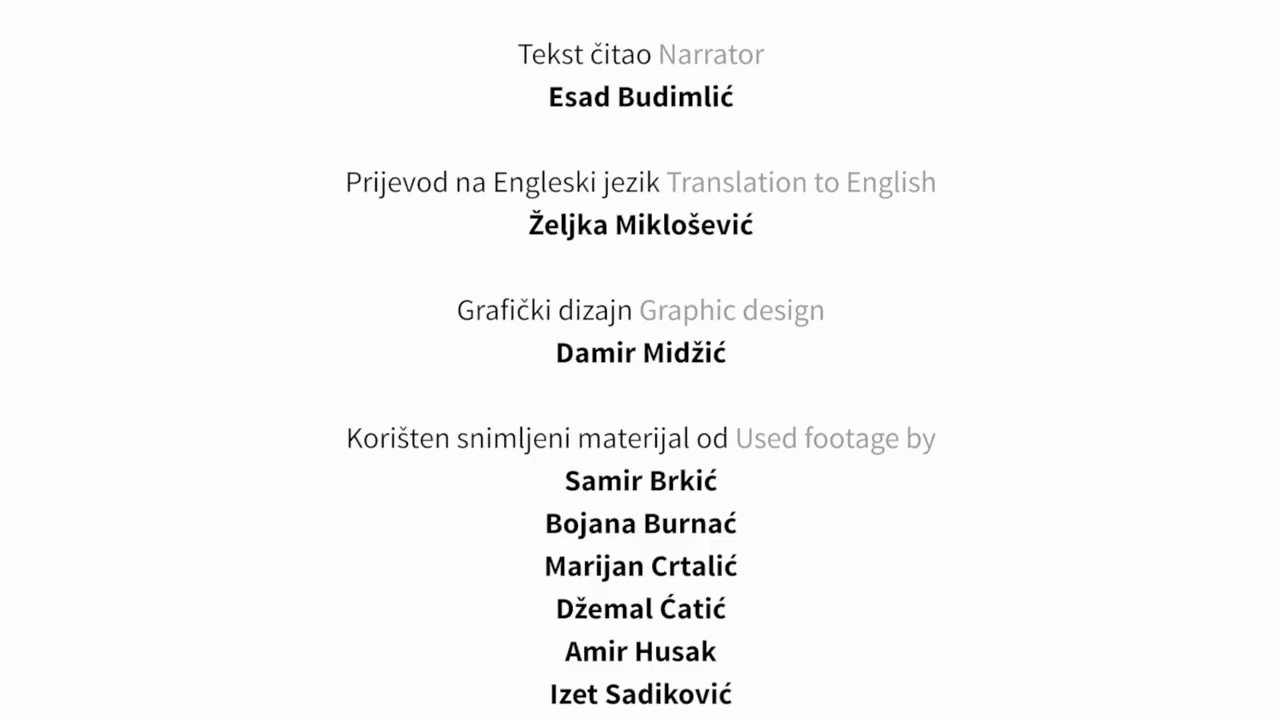 Tekst čitao Narrator
Esad Budimlić
Prijevod na Engleski jezik Translation to English
Željka Miklošević
Grafički dizajn Graphic design
Damir Midžić
Korišten snimljeni materijal od Used footage by
Samir Brkić
Bojana Burnać
Marijan Crtalić
Džemal Ćatić
Amir Husak
Izet Sadiković